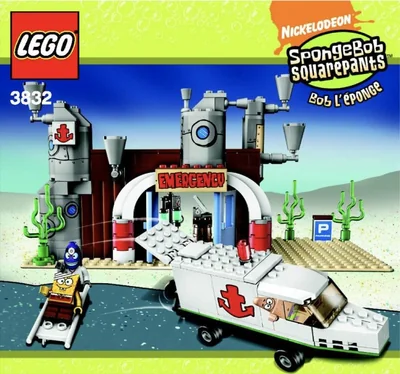 LEGO
3832
NICKELODEON
SPONGEBOB
SQUAREPANTS
BOB L'ÉPONGE
EMERGENCY
P